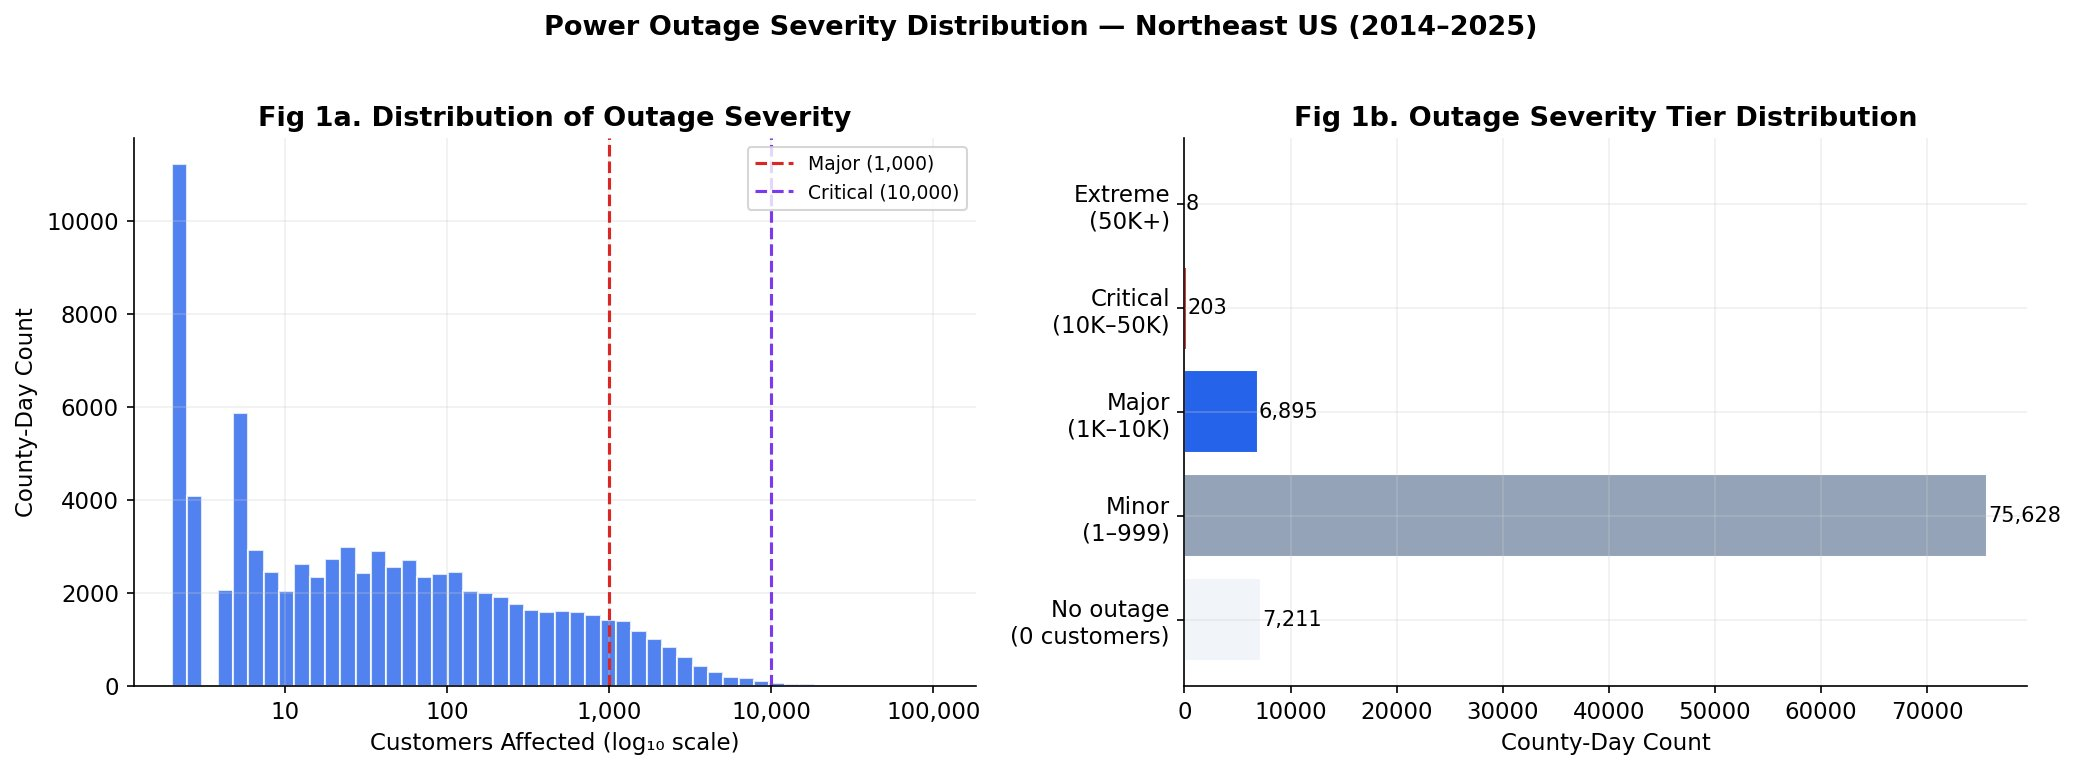 Power Outage Severity Distribution — Northeast US (2014–2025)
Fig 1a. Distribution of Outage Severity
Major (1,000)
Critical (10,000)
County-Day Count
10000
8000
6000
4000
2000
0
10
100
1,000
10,000
100,000
Customers Affected (log₁₀ scale)
Fig 1b. Outage Severity Tier Distribution
Extreme
(50K+)
8
Critical
(10K–50K)
203
Major
(1K–10K)
6,895
Minor
(1–999)
75,628
No outage
(0 customers)
7,211
0
10000
20000
30000
40000
50000
60000
70000
County-Day Count